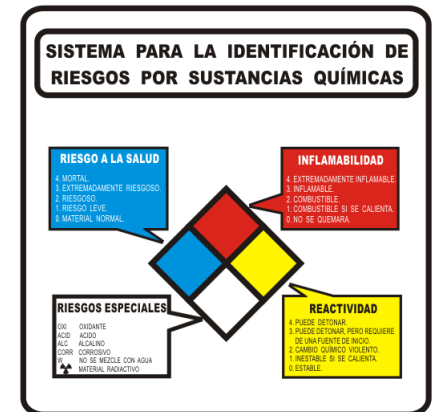 SISTEMA PARA LA IDENTIFICACIÓN DE
RIESGOS POR SUSTANCIAS QUÍMICAS
RIESGO A LA SALUD
4. MORTAL.
3. EXTREMADAMENTE RIESGOSO.
2. RIESGOSO.
1. RIESGO LEVE.
0. MATERIAL NORMAL.
INFLAMABILIDAD
4. EXTREMADAMENTE INFLAMABLE.
3. INFLAMABLE.
2. COMBUSTIBLE.
1. COMBUSTIBLE SI SE CALIENTA.
0. NO SE QUEMARA.
RIESGOS ESPECIALES
OXI OXIDANTE
ACID ACIDO
ALC ALCALINO
CORR CORROSIVO
W NO SE MEZCLE CON AGUA
MATERIAL RADIACTIVO
REACTIVIDAD
4. PUEDE DETONAR.
3. PUEDE DETONAR, PERO REQUIERE
DE UNA FUENTE DE INICIO.
2. CAMBIO QUÍMICO VIOLENTO.
1. INESTABLE SI SE CALIENTA.
0. ESTABLE.